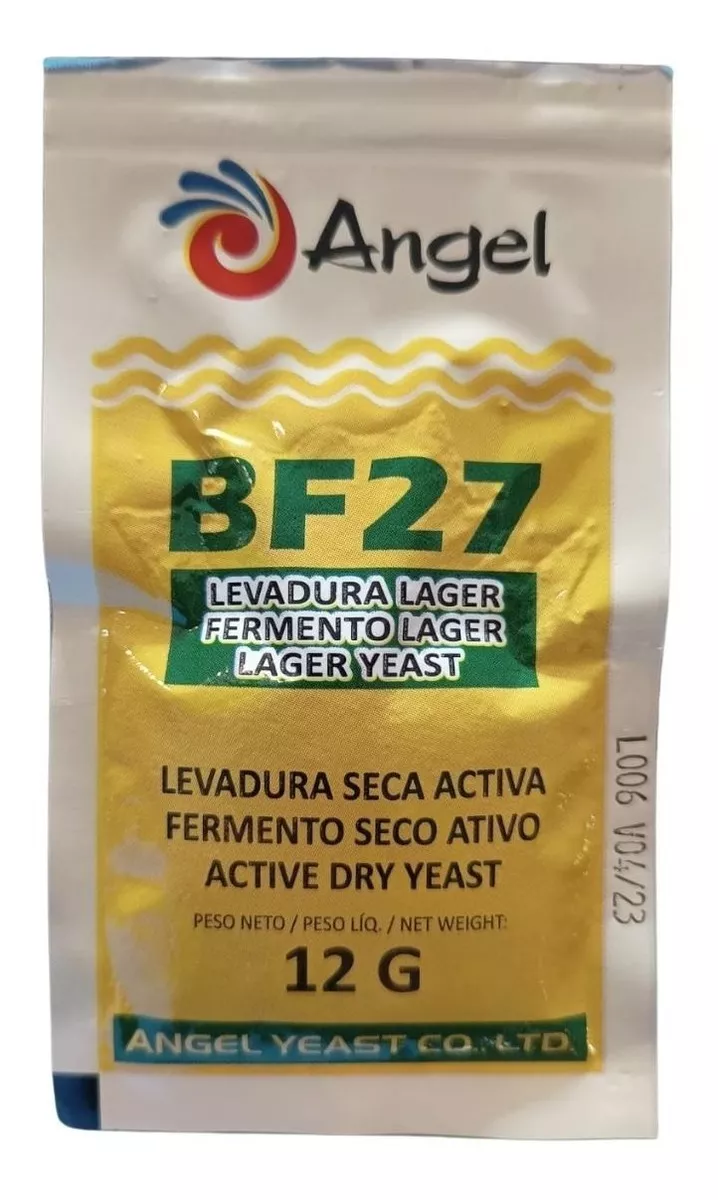 Angel
BF27
LEVADURA LAGER
FERMENTO LAGER
LAGER YEAST
LEVADURA SECA ACTIVA
FERMENTO SECO ATIVO
ACTIVE DRY YEAST
PESO NETO / PESO LÍQ. / NET WEIGHT:
12 G
ANGEL YEAST CO. LTD.
L006 V04/23